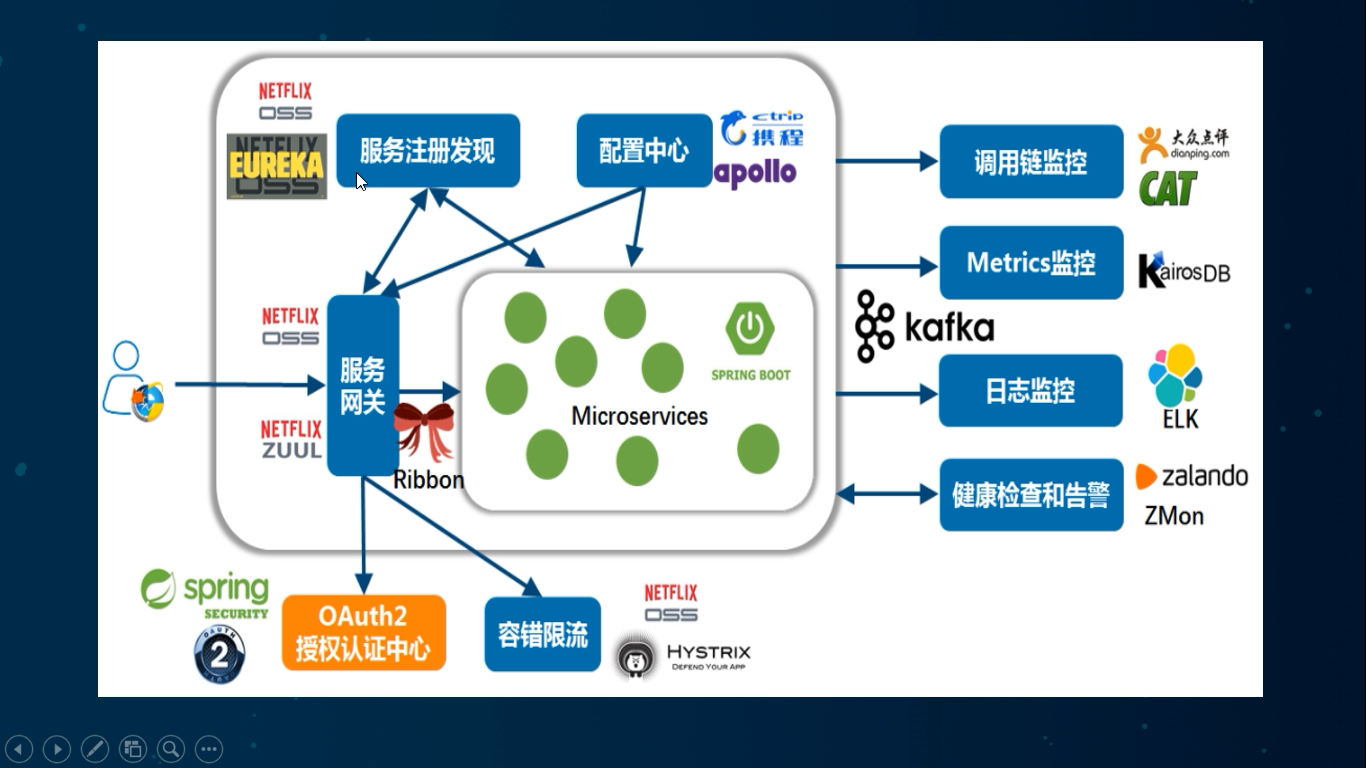 NETFLIX
OSS
NETFLIX
EUREKA
OSS
服务注册发现
配置中心
ctrip
携程
apollo
调用链监控
大众点评
dianping.com
CAT
Metrics监控
KairosDB
NETFLIX
OSS
服务
网关
NETFLIX
ZUUL
Ribbon
SPRING BOOT
Microservices
kafka
日志监控
ELK
健康检查和告警
zalando
ZMon
spring
SECURITY
OAUTH
2
OAuth2
授权认证中心
容错限流
NETFLIX
OSS
HYSTRIX
DEFEND YOUR APP